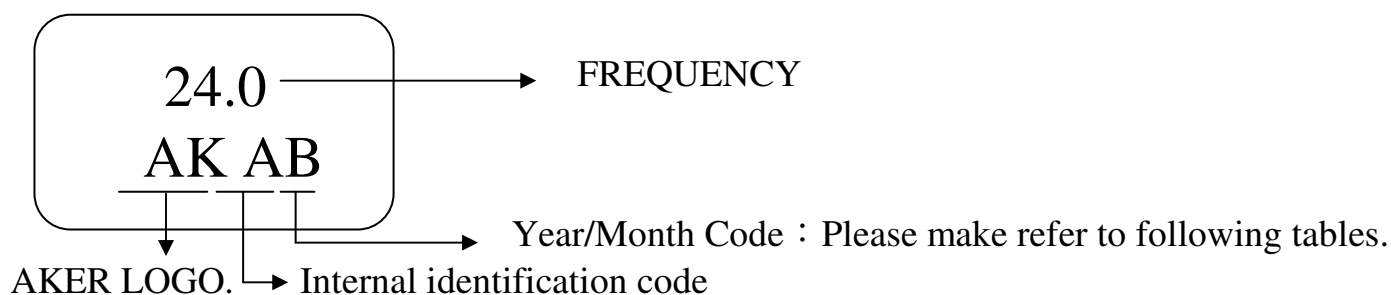 24.0
FREQUENCY
AK AB
Year/Month Code：Please make refer to following tables.
AKER LOGO.
Internal identification code